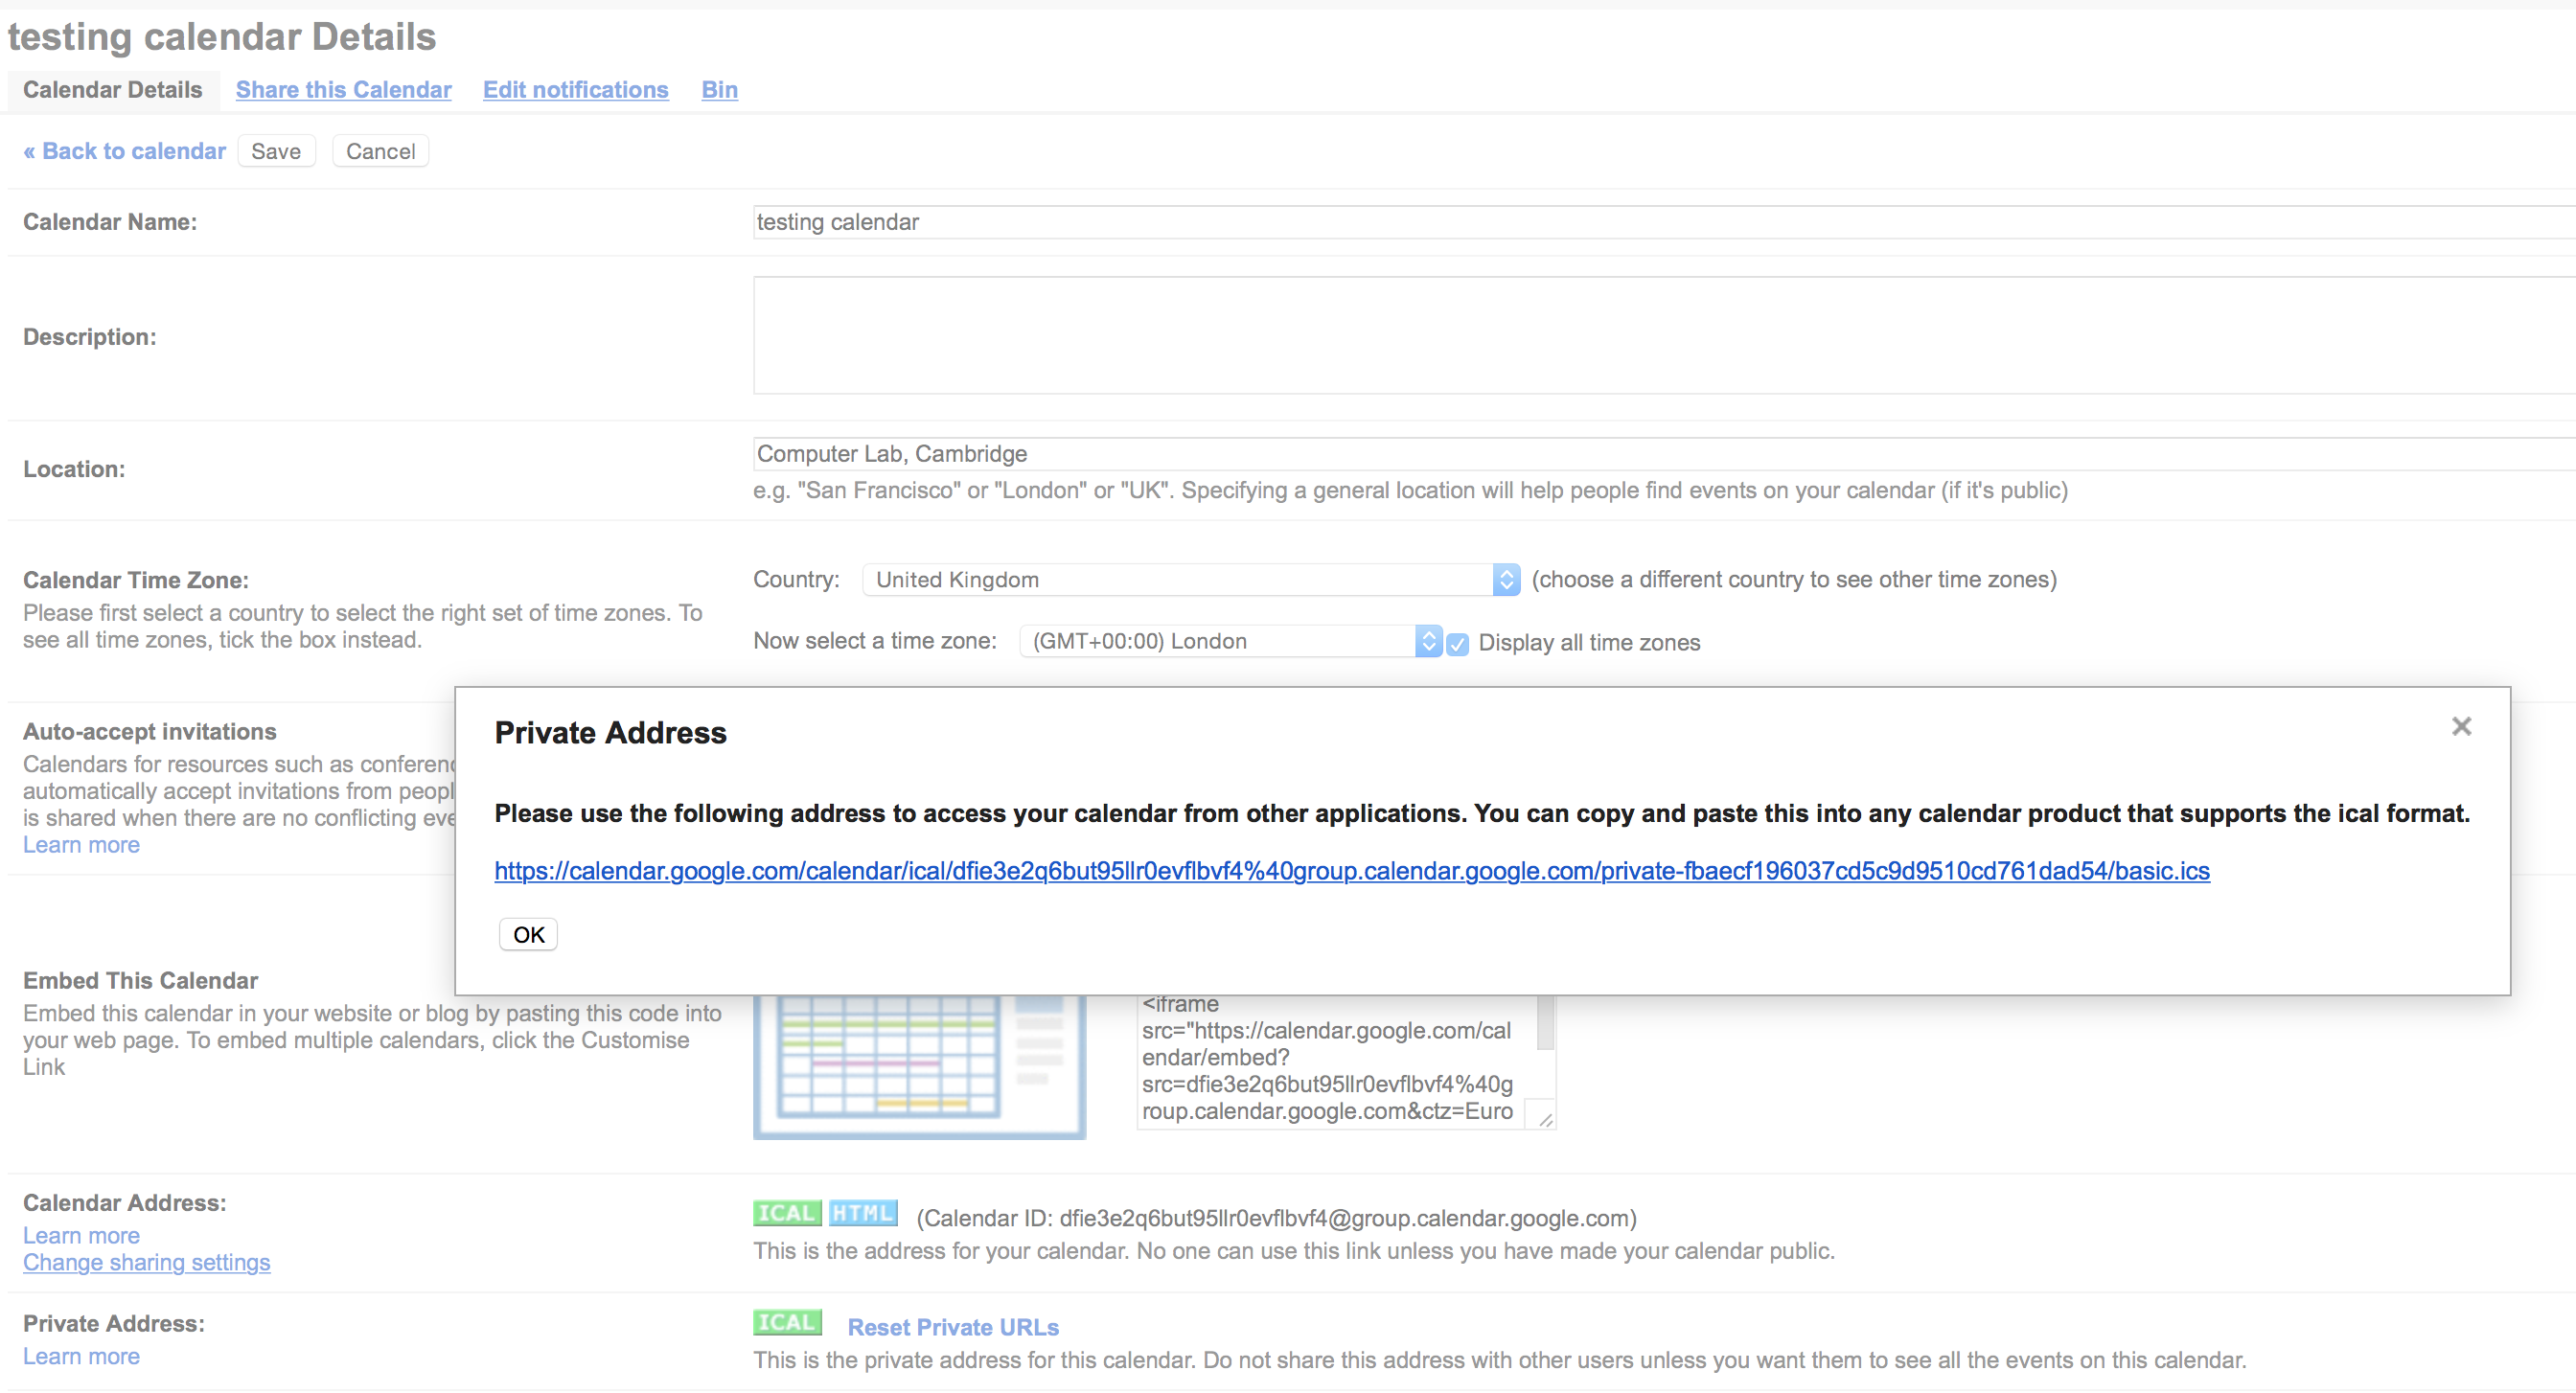 testing calendar Details
Calendar Details Share this Calendar Edit notifications Bin
« Back to calendar Save Cancel
Calendar Name: testing calendar
Description:
Location: Computer Lab, Cambridge
e.g. "San Francisco" or "London" or "UK". Specifying a general location will help people find events on your calendar (if it's public)
Calendar Time Zone:
Please first select a country to select the right set of time zones. To
see all time zones, tick the box instead.
Country: United Kingdom (choose a different country to see other time zones)
Now select a time zone: (GMT+00:00) London Display all time zones
Auto-accept invitations
Calendars for resources such as conferenc
automatically accept invitations from peopl
is shared when there are no conflicting eve
Learn more
Private Address
Please use the following address to access your calendar from other applications. You can copy and paste this into any calendar product that supports the ical format.
https://calendar.google.com/calendar/ical/dfie3e2q6but95llr0evflbvf4%40group.calendar.google.com/private-fbaecf196037cd5c9d9510cd761dad54/basic.ics
OK
Embed This Calendar
Embed this calendar in your website or blog by pasting this code into
your web page. To embed multiple calendars, click the Customise
Link
<iframe
src="https://calendar.google.com/cal
endar/embed?
src=dfie3e2q6but95llr0evflbvf4%40g
roup.calendar.google.com&ctz=Euro
Calendar Address:
Learn more
Change sharing settings
ICAL HTML (Calendar ID: dfie3e2q6but95llr0evflbvf4@group.calendar.google.com)
This is the address for your calendar. No one can use this link unless you have made your calendar public.
Private Address:
Learn more
ICAL Reset Private URLs
This is the private address for this calendar. Do not share this address with other users unless you want them to see all the events on this calendar.